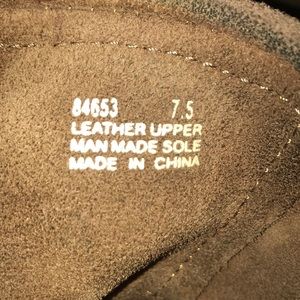 84653 7.5
LEATHER UPPER
MAN MADE SOLE
MADE IN CHINA